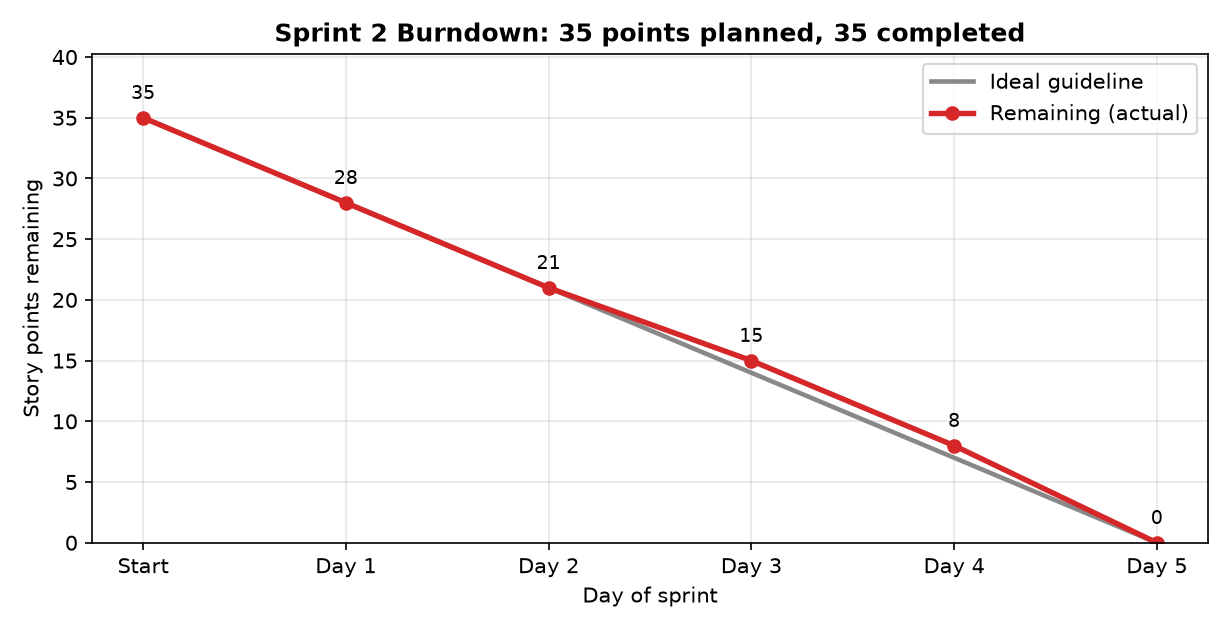 Sprint 2 Burndown: 35 points planned, 35 completed
Story points remaining
40
35
30
25
20
15
10
5
0
35
28
21
15
8
0
Ideal guideline
Remaining (actual)
Start
Day 1
Day 2
Day 3
Day 4
Day 5
Day of sprint